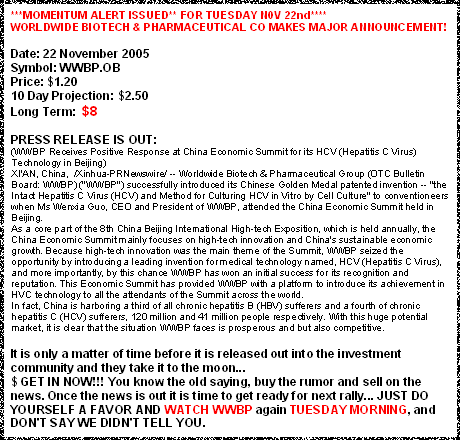 ***MOMENTUM ALERT ISSUED** FOR TUESDAY N0V 22nd****
WORLDWIDE BIOTECH & PHARMACEUTICAL CO MAKES MAJOR ANNOUNCEMENT!
Date: 22 November 2005
Symbol: WWBP.OB
Price: $1.20
10 Day Projection: $2.50
Long Term: $8
PRESS RELEASE IS OUT:
(WWBP Receives Positive Response at China Economic Summit for its HCV (Hepatitis C Virus)
Technology in Beijing)
XI'AN, China, /Xinhua-PRNewswire/ -- Worldwide Biotech & Pharmaceutical Group (OTC Bulletin
Board: WWBP) ("WWBP") successfully introduced its Chinese Golden Medal patented invention -- "the
Intact Hepatitis C Virus (HCV) and Method for Culturing HCV in Vitro by Cell Culture" to conventioneers
when Ms Wenxia Guo, CEO and President of WWBP, attended the China Economic Summit held in
Beijing.
As a core part of the 8th China Beijing International High-tech Exposition, which is held annually, the
China Economic Summit mainly focuses on high-tech innovation and China's sustainable economic
growth. Because high-tech innovation was the main theme of the Summit, WWBP seized the
opportunity by introducing a leading invention for medical technology named, HCV (Hepatitis C Virus),
and more importantly, by this chance WWBP has won an initial success for its recognition and
reputation. This Economic Summit has provided WWBP with a platform to introduce its achievement in
HVC technology to all the attendants of the Summit across the world.
In fact, China is harboring a third of all chronic hepatitis B (HBV) sufferers and a fourth of chronic
hepatitis C (HCV) sufferers, 120 million and 41 million people respectively. With this huge potential
market, it is clear that the situation WWBP faces is prosperous and but also competitive.
It is only a matter of time before it is released out into the investment
community and they take it to the moon...
$ GET IN NOW!!! You know the old saying, buy the rumor and sell on the
news. Once the news is out it is time to get ready for next rally... JUST DO
YOURSELF A FAVOR AND WATCH WWBP again TUESDAY MORNING, and
DON'T SAY WE DIDN'T TELL YOU.